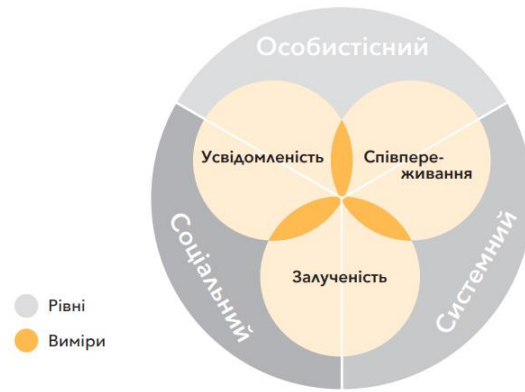 Особистісний
Усвідомленість
Співпере-
живання
Соціальний
Системний
Залученість
Рівні
Виміри